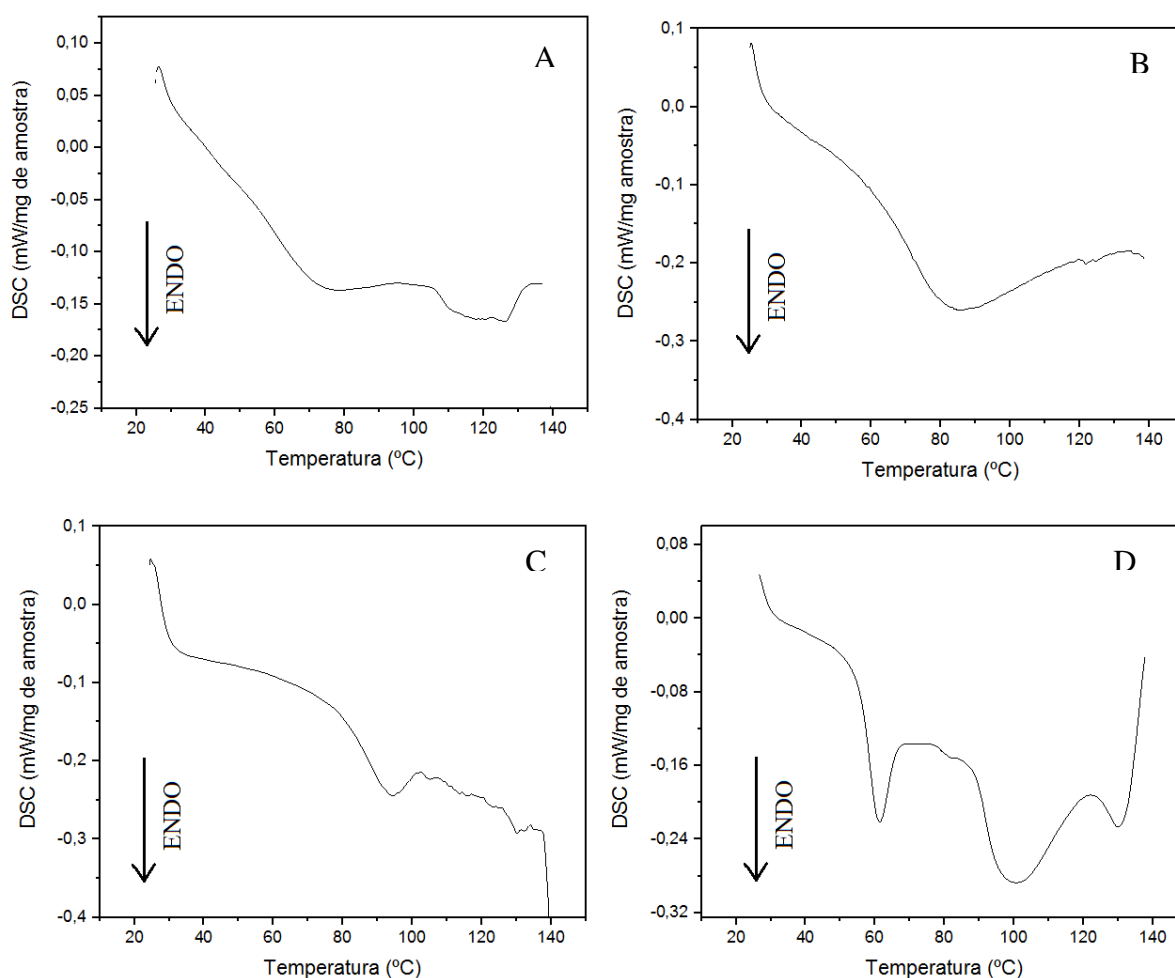 A
DSC (mW/mg de amostra)
0,10
0,05
0,00
-0,05
-0,10
-0,15
-0,20
-0,25
ENDO
20 40 60 80 100 120 140
Temperatura (ºC)
B
DSC (mW/mg amostra)
0,1
0,0
-0,1
-0,2
-0,3
-0,4
ENDO
20 40 60 80 100 120 140
Temperatura (ºC)
C
DSC (mW/mg de amostra)
0,1
0,0
-0,1
-0,2
-0,3
-0,4
ENDO
20 40 60 80 100 120 140
Temperatura (ºC)
D
DSC (mW/mg de amostra)
0,08
0,00
-0,08
-0,16
-0,24
-0,32
ENDO
20 40 60 80 100 120 140
Temperatura (ºC)